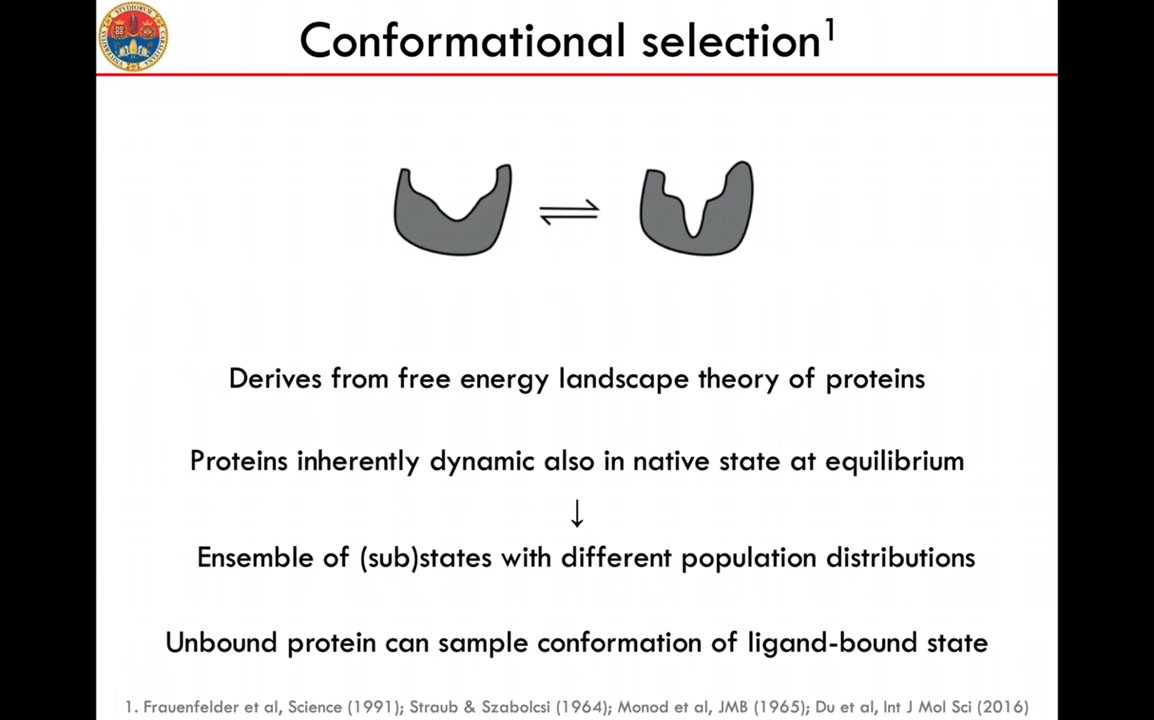 Conformational selection¹
⇌
Derives from free energy landscape theory of proteins
Proteins inherently dynamic also in native state at equilibrium
↓
Ensemble of (sub)states with different population distributions
Unbound protein can sample conformation of ligand-bound state
1. Frauenfelder et al, Science (1991); Straub & Szabolcsi (1964); Monod et al, JMB (1965); Du et al, Int J Mol Sci (2016)